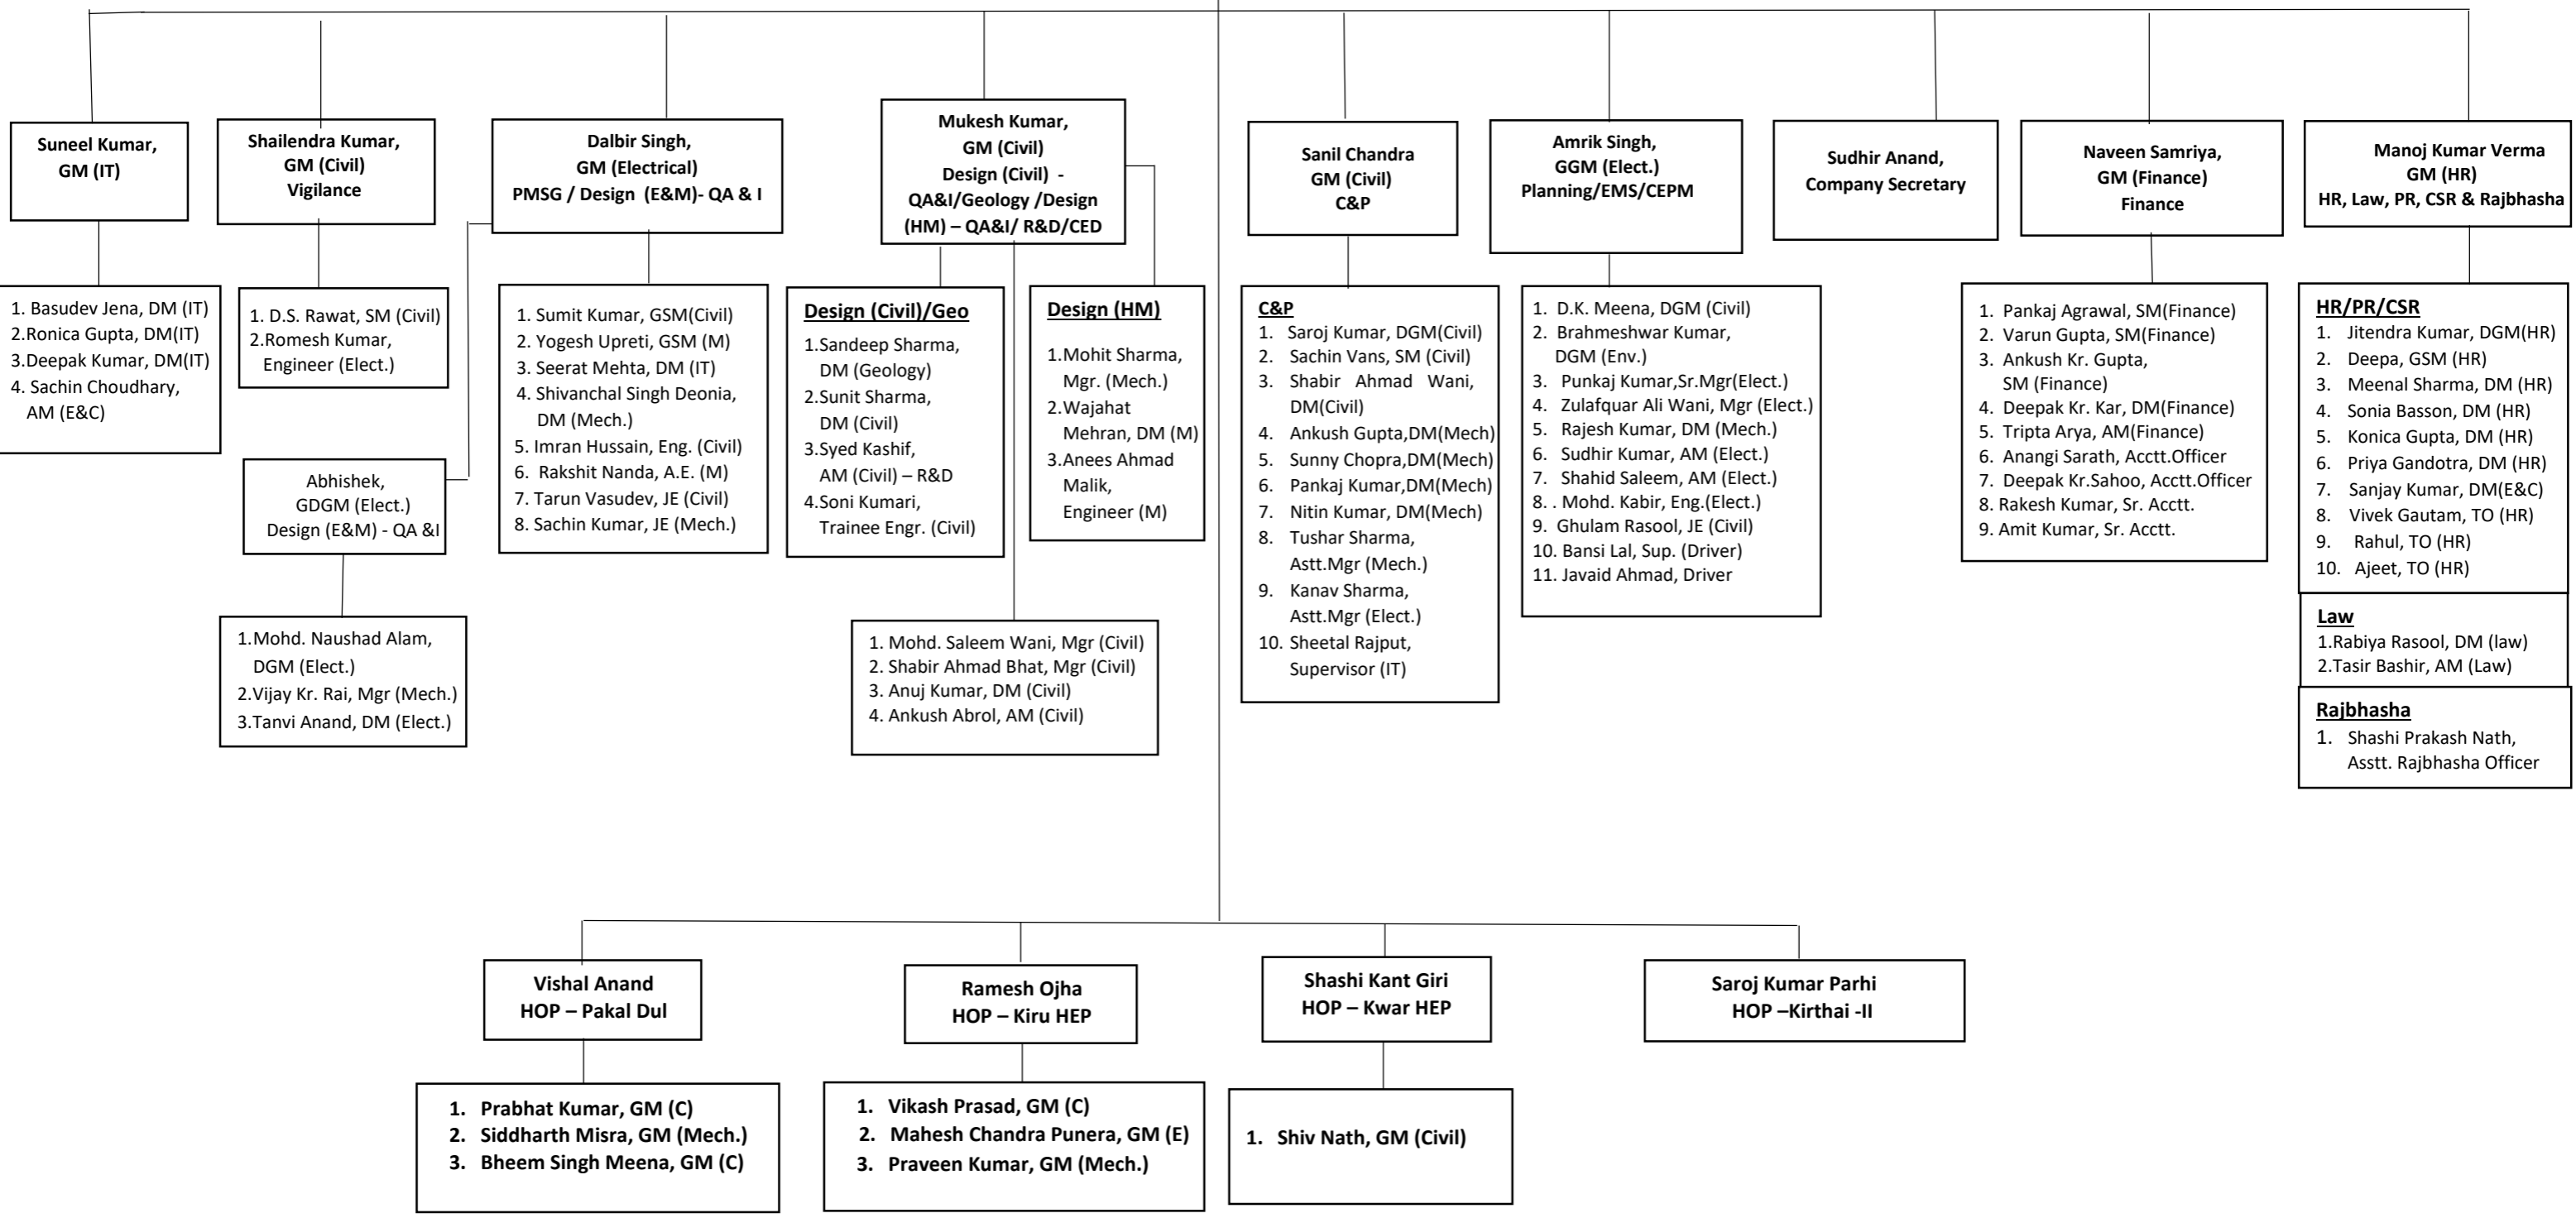 Suneel Kumar,
GM (IT)
1. Basudev Jena, DM (IT)
2.Ronica Gupta, DM(IT)
3.Deepak Kumar, DM(IT)
4. Sachin Choudhary,
AM (E&C)
Shailendra Kumar,
GM (Civil)
Vigilance
1. D.S. Rawat, SM (Civil)
2.Romesh Kumar,
Engineer (Elect.)
Dalbir Singh,
GM (Electrical)
PMSG / Design (E&M)- QA & I
Abhishek,
GDGM (Elect.)
Design (E&M) - QA &I
1.Mohd. Naushad Alam,
DGM (Elect.)
2.Vijay Kr. Rai, Mgr (Mech.)
3.Tanvi Anand, DM (Elect.)
1. Sumit Kumar, GSM(Civil)
2. Yogesh Upreti, GSM (M)
3. Seerat Mehta, DM (IT)
4. Shivanchal Singh Deonia,
DM (Mech.)
5. Imran Hussain, Eng. (Civil)
6. Rakshit Nanda, A.E. (M)
7. Tarun Vasudev, JE (Civil)
8. Sachin Kumar, JE (Mech.)
Mukesh Kumar,
GM (Civil)
Design (Civil) -
QA&I/Geology /Design
(HM) – QA&I/ R&D/CED
Design (Civil)/Geo
1.Sandeep Sharma,
DM (Geology)
2.Sunit Sharma,
DM (Civil)
3.Syed Kashif,
AM (Civil) – R&D
4.Soni Kumari,
Trainee Engr. (Civil)
Design (HM)
1.Mohit Sharma,
Mgr. (Mech.)
2.Wajahat
Mehran, DM (M)
3.Anees Ahmad
Malik,
Engineer (M)
1. Mohd. Saleem Wani, Mgr (Civil)
2. Shabir Ahmad Bhat, Mgr (Civil)
3. Anuj Kumar, DM (Civil)
4. Ankush Abrol, AM (Civil)
Sanil Chandra
GM (Civil)
C&P
C&P
1. Saroj Kumar, DGM(Civil)
2. Sachin Vans, SM (Civil)
3. Shabir Ahmad Wani,
DM(Civil)
4. Ankush Gupta,DM(Mech)
5. Sunny Chopra,DM(Mech)
6. Pankaj Kumar,DM(Mech)
7. Nitin Kumar, DM(Mech)
8. Tushar Sharma,
Astt.Mgr (Mech.)
9. Kanav Sharma,
Astt.Mgr (Elect.)
10. Sheetal Rajput,
Supervisor (IT)
Amrik Singh,
GGM (Elect.)
Planning/EMS/CEPM
1. D.K. Meena, DGM (Civil)
2. Brahmeshwar Kumar,
DGM (Env.)
3. Punkaj Kumar,Sr.Mgr(Elect.)
4. Zulafquar Ali Wani, Mgr (Elect.)
5. Rajesh Kumar, DM (Mech.)
6. Sudhir Kumar, AM (Elect.)
7. Shahid Saleem, AM (Elect.)
8. . Mohd. Kabir, Eng.(Elect.)
9. Ghulam Rasool, JE (Civil)
10. Bansi Lal, Sup. (Driver)
11. Javaid Ahmad, Driver
Sudhir Anand,
Company Secretary
Naveen Samriya,
GM (Finance)
Finance
1. Pankaj Agrawal, SM(Finance)
2. Varun Gupta, SM(Finance)
3. Ankush Kr. Gupta,
SM (Finance)
4. Deepak Kr. Kar, DM(Finance)
5. Tripta Arya, AM(Finance)
6. Anangi Sarath, Acctt.Officer
7. Deepak Kr.Sahoo, Acctt.Officer
8. Rakesh Kumar, Sr. Acctt.
9. Amit Kumar, Sr. Acctt.
Manoj Kumar Verma
GM (HR)
HR, Law, PR, CSR & Rajbhasha
HR/PR/CSR
1. Jitendra Kumar, DGM(HR)
2. Deepa, GSM (HR)
3. Meenal Sharma, DM (HR)
4. Sonia Basson, DM (HR)
5. Konica Gupta, DM (HR)
6. Priya Gandotra, DM (HR)
7. Sanjay Kumar, DM(E&C)
8. Vivek Gautam, TO (HR)
9. Rahul, TO (HR)
10. Ajeet, TO (HR)
Law
1.Rabiya Rasool, DM (law)
2.Tasir Bashir, AM (Law)
Rajbhasha
1. Shashi Prakash Nath,
Asstt. Rajbhasha Officer
Vishal Anand
HOP – Pakal Dul
1. Prabhat Kumar, GM (C)
2. Siddharth Misra, GM (Mech.)
3. Bheem Singh Meena, GM (C)
Ramesh Ojha
HOP – Kiru HEP
1. Vikash Prasad, GM (C)
2. Mahesh Chandra Punera, GM (E)
3. Praveen Kumar, GM (Mech.)
Shashi Kant Giri
HOP – Kwar HEP
1. Shiv Nath, GM (Civil)
Saroj Kumar Parhi
HOP –Kirthai -II